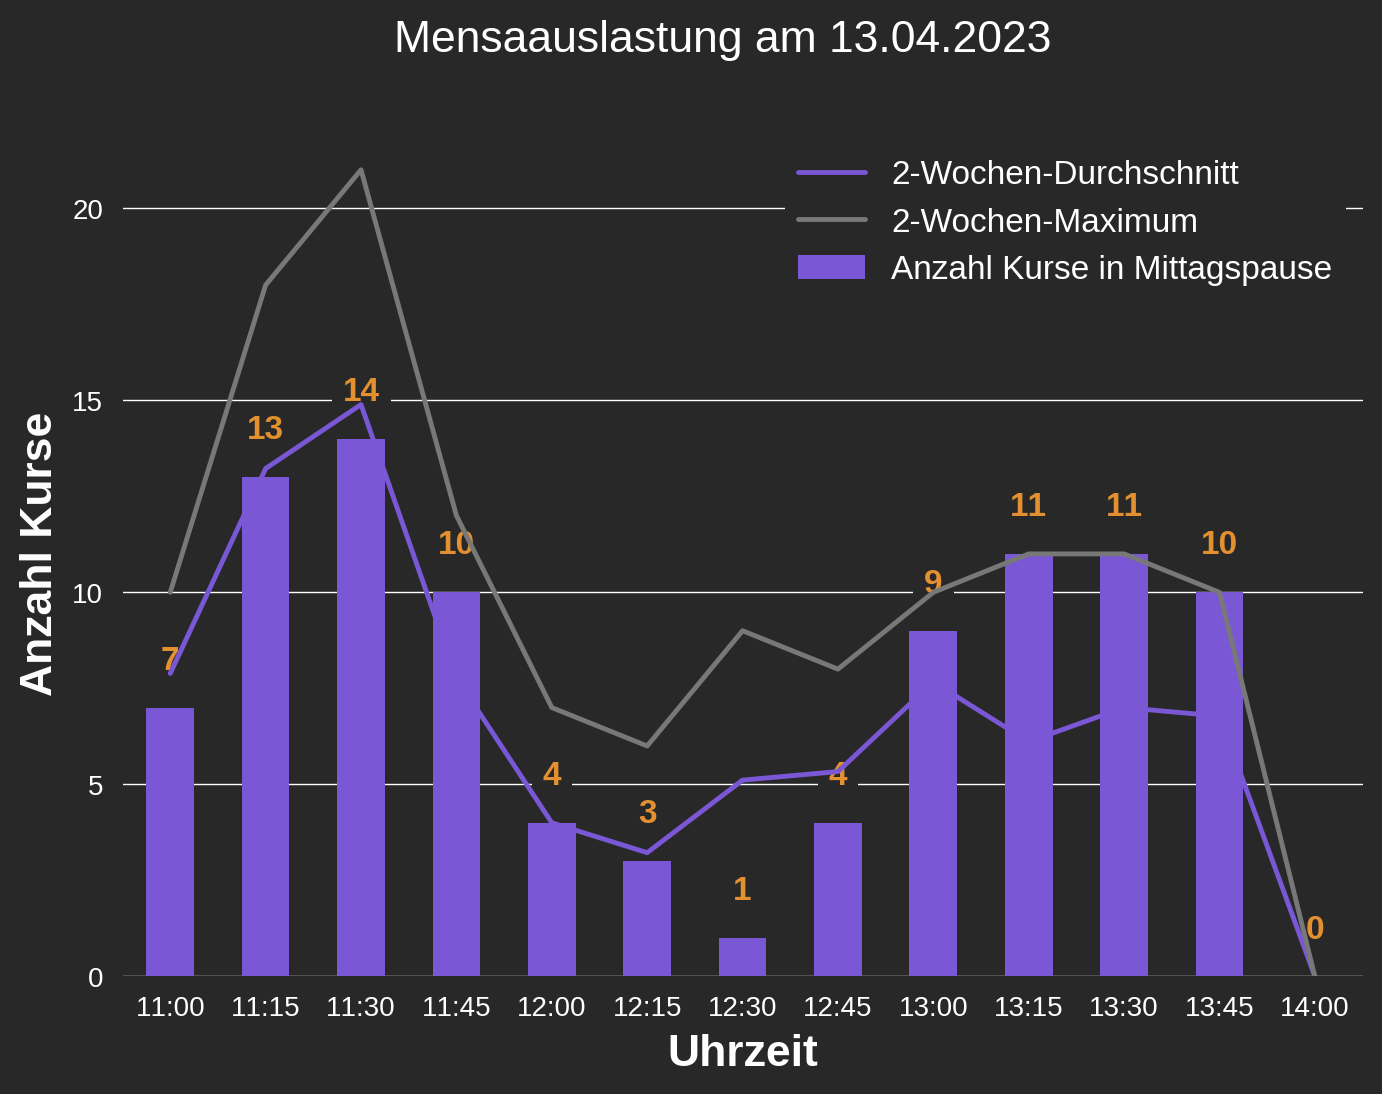 Mensaauslastung am 13.04.2023
2-Wochen-Durchschnitt
2-Wochen-Maximum
Anzahl Kurse in Mittagspause
Anzahl Kurse
20
15
10
5
0
7
13
14
10
4
3
1
4
9
11
11
10
0
11:00 11:15 11:30 11:45 12:00 12:15 12:30 12:45 13:00 13:15 13:30 13:45 14:00
Uhrzeit